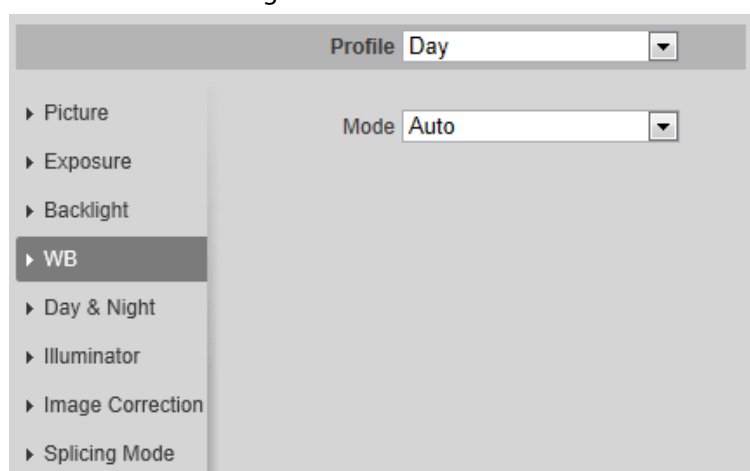 Profile Day
Picture
Mode Auto
Exposure
Backlight
WB
Day & Night
Illuminator
Image Correction
Splicing Mode